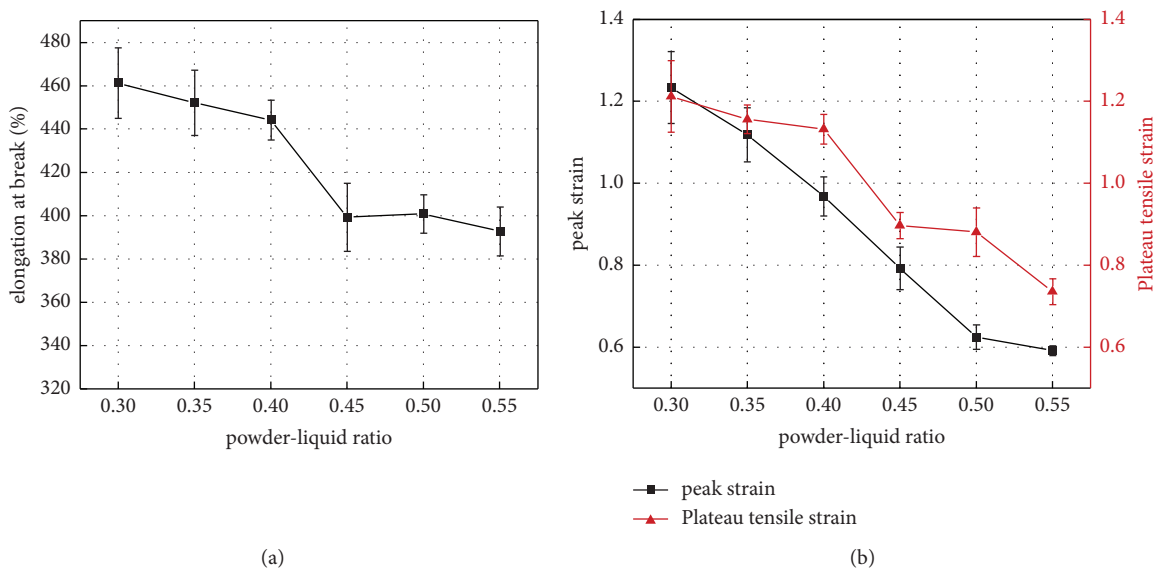 480
460
440
420
400
380
360
340
320
elongation at break (%)
0.30 0.35 0.40 0.45 0.50 0.55
powder-liquid ratio
(a)
1.4
1.2
1.0
0.8
0.6
peak strain
1.4
1.2
1.0
0.8
0.6
Plateau tensile strain
0.30 0.35 0.40 0.45 0.50 0.55
powder-liquid ratio
peak strain
Plateau tensile strain
(b)